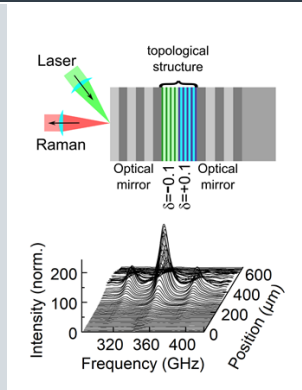 topological
structure
Laser
Raman
Optical
mirror
δ=-0.1
δ=+0.1
Optical
mirror
Intensity (norm.)
200
100
0
320 360 400
Frequency (GHz)
0
200
400
600
Position (μm)